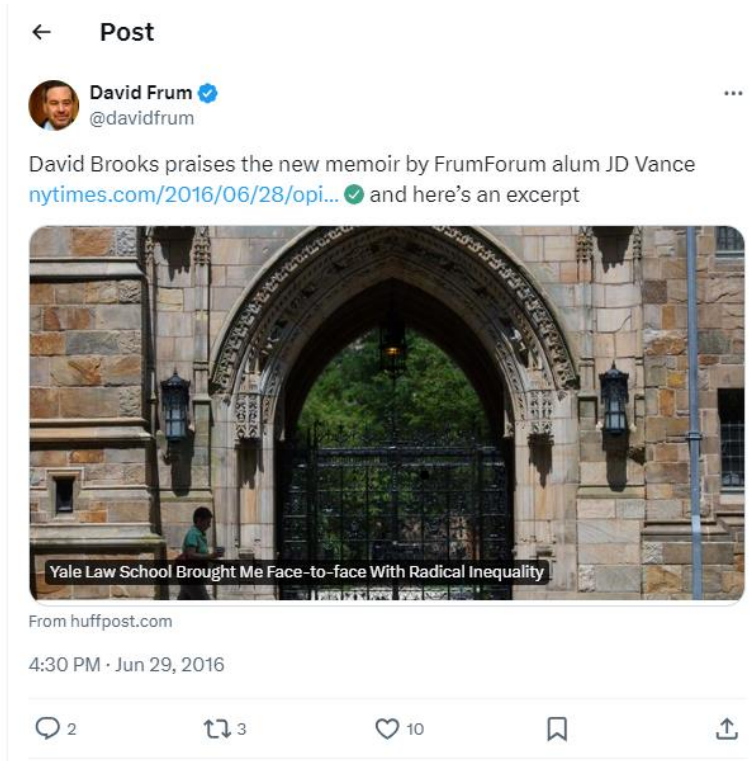 Post
David Frum
@davidfrum
David Brooks praises the new memoir by FrumForum alum JD Vance
nytimes.com/2016/06/28/opi... and here's an excerpt
Yale Law School Brought Me Face-to-face With Radical Inequality
From huffpost.com
4:30 PM · Jun 29, 2016
2 3 10